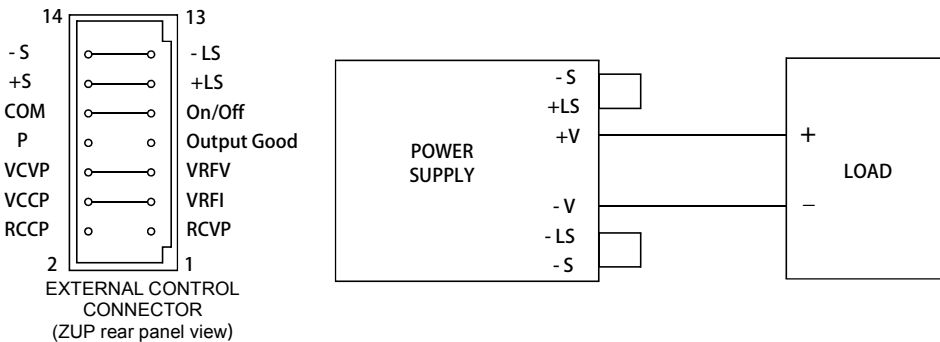 14 13
- S - LS
+S +LS
COM On/Off
P Output Good
VCVP VRFV
VCCP VRFI
RCCP RCVP
2 1
EXTERNAL CONTROL
CONNECTOR
(ZUP rear panel view)
POWER
SUPPLY
- S
+LS
+V
- V
- LS
- S
+
LOAD
−